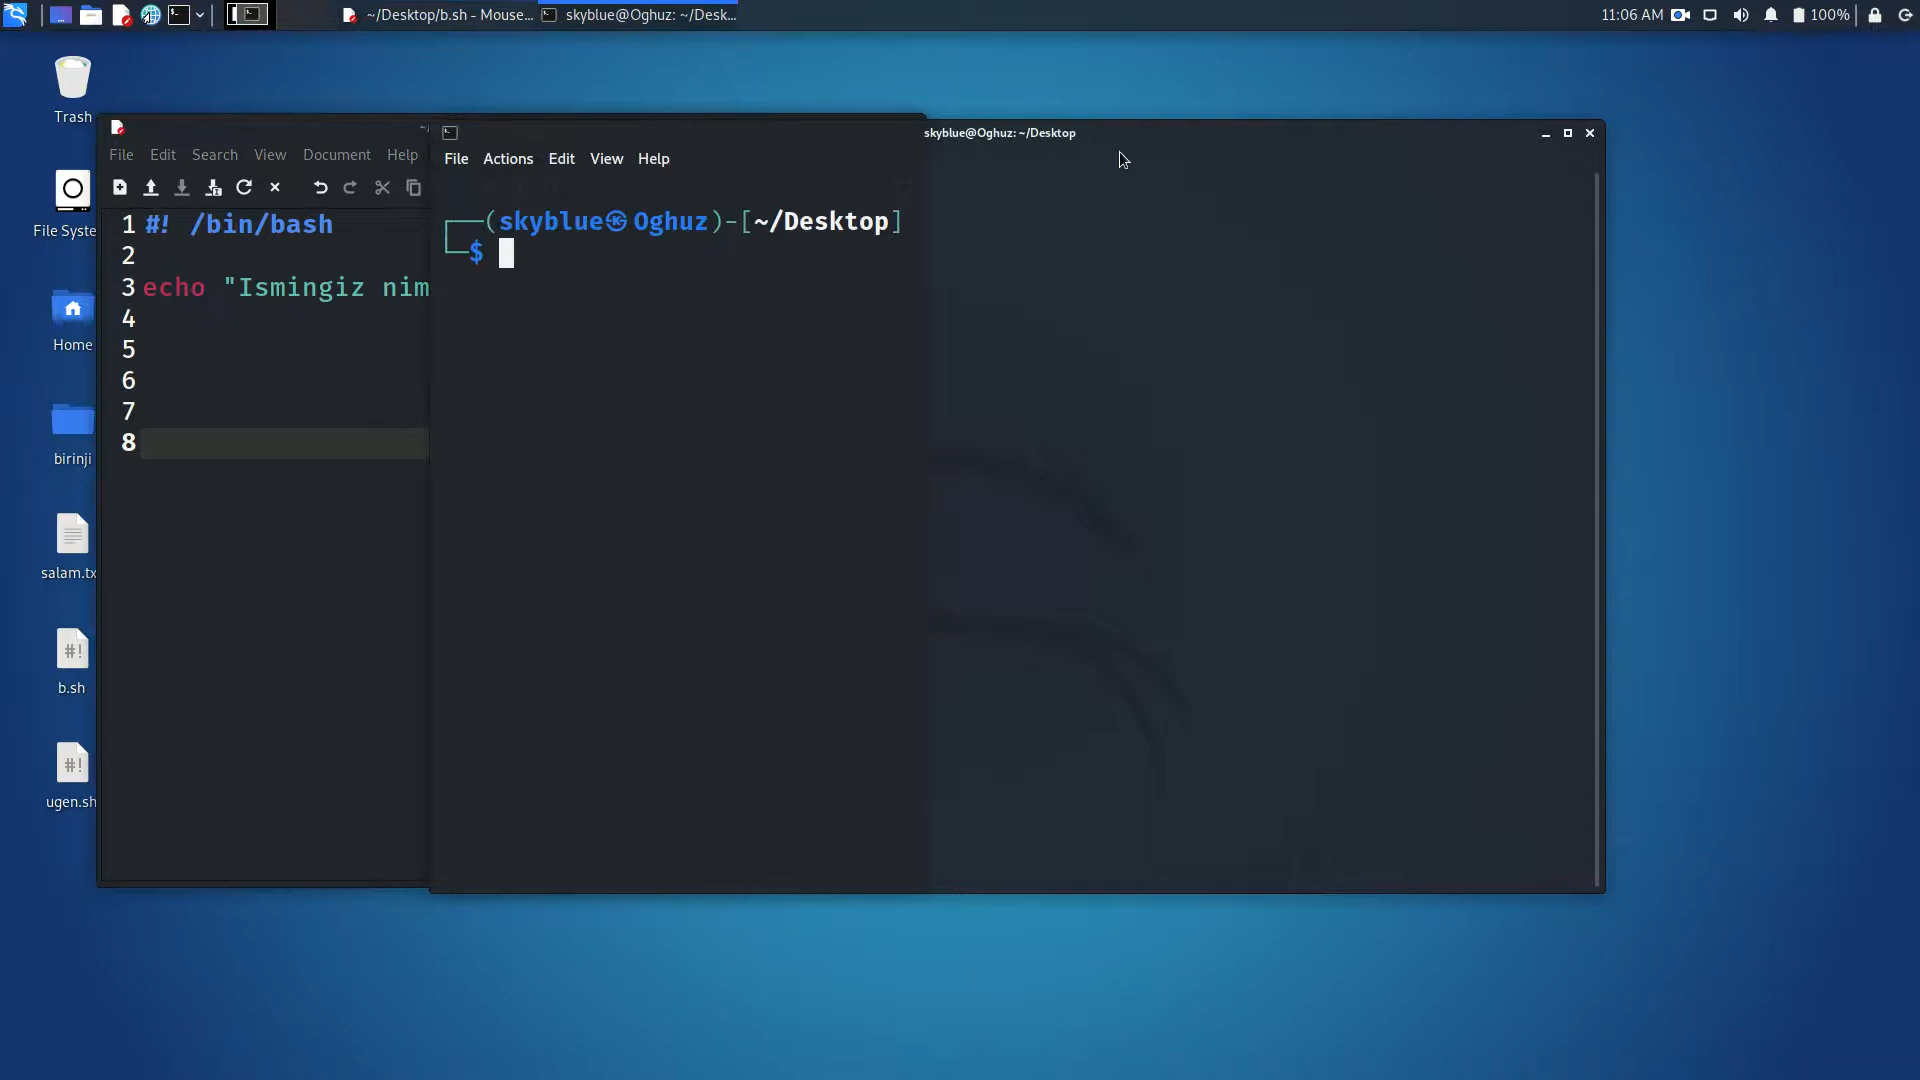 ~/Desktop/b.sh - Mouse...
skyblue@Oghuz: ~/Desk...
11:06 AM
100%
Trash
File Syste
Home
birinji
salam.tx
b.sh
#!
ugen.sh
#!
File Edit Search View Document Help
1 #! /bin/bash
2
3 echo "Ismingiz nim
4
5
6
7
8
skyblue@Oghuz: ~/Desktop
File Actions Edit View Help
┌──(skyblue㉿Oghuz)-[~/Desktop]
└─$